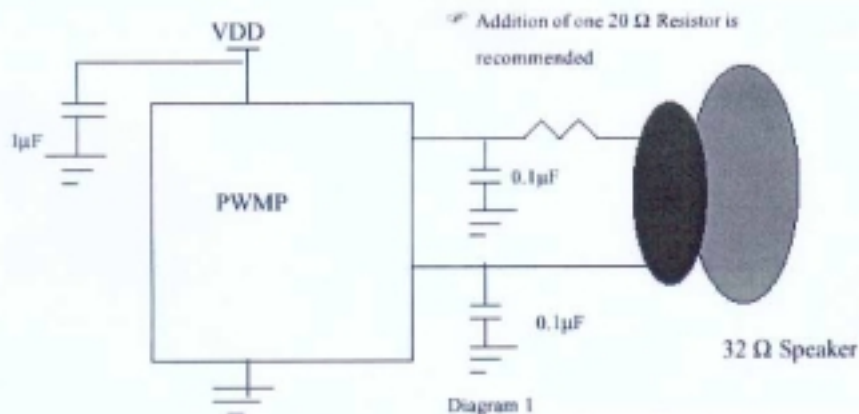 ☞ Addition of one 20 Ω Resistor is
recommended
VDD
1μF
PWMP
0.1μF
0.1μF
32 Ω Speaker
Diagram 1